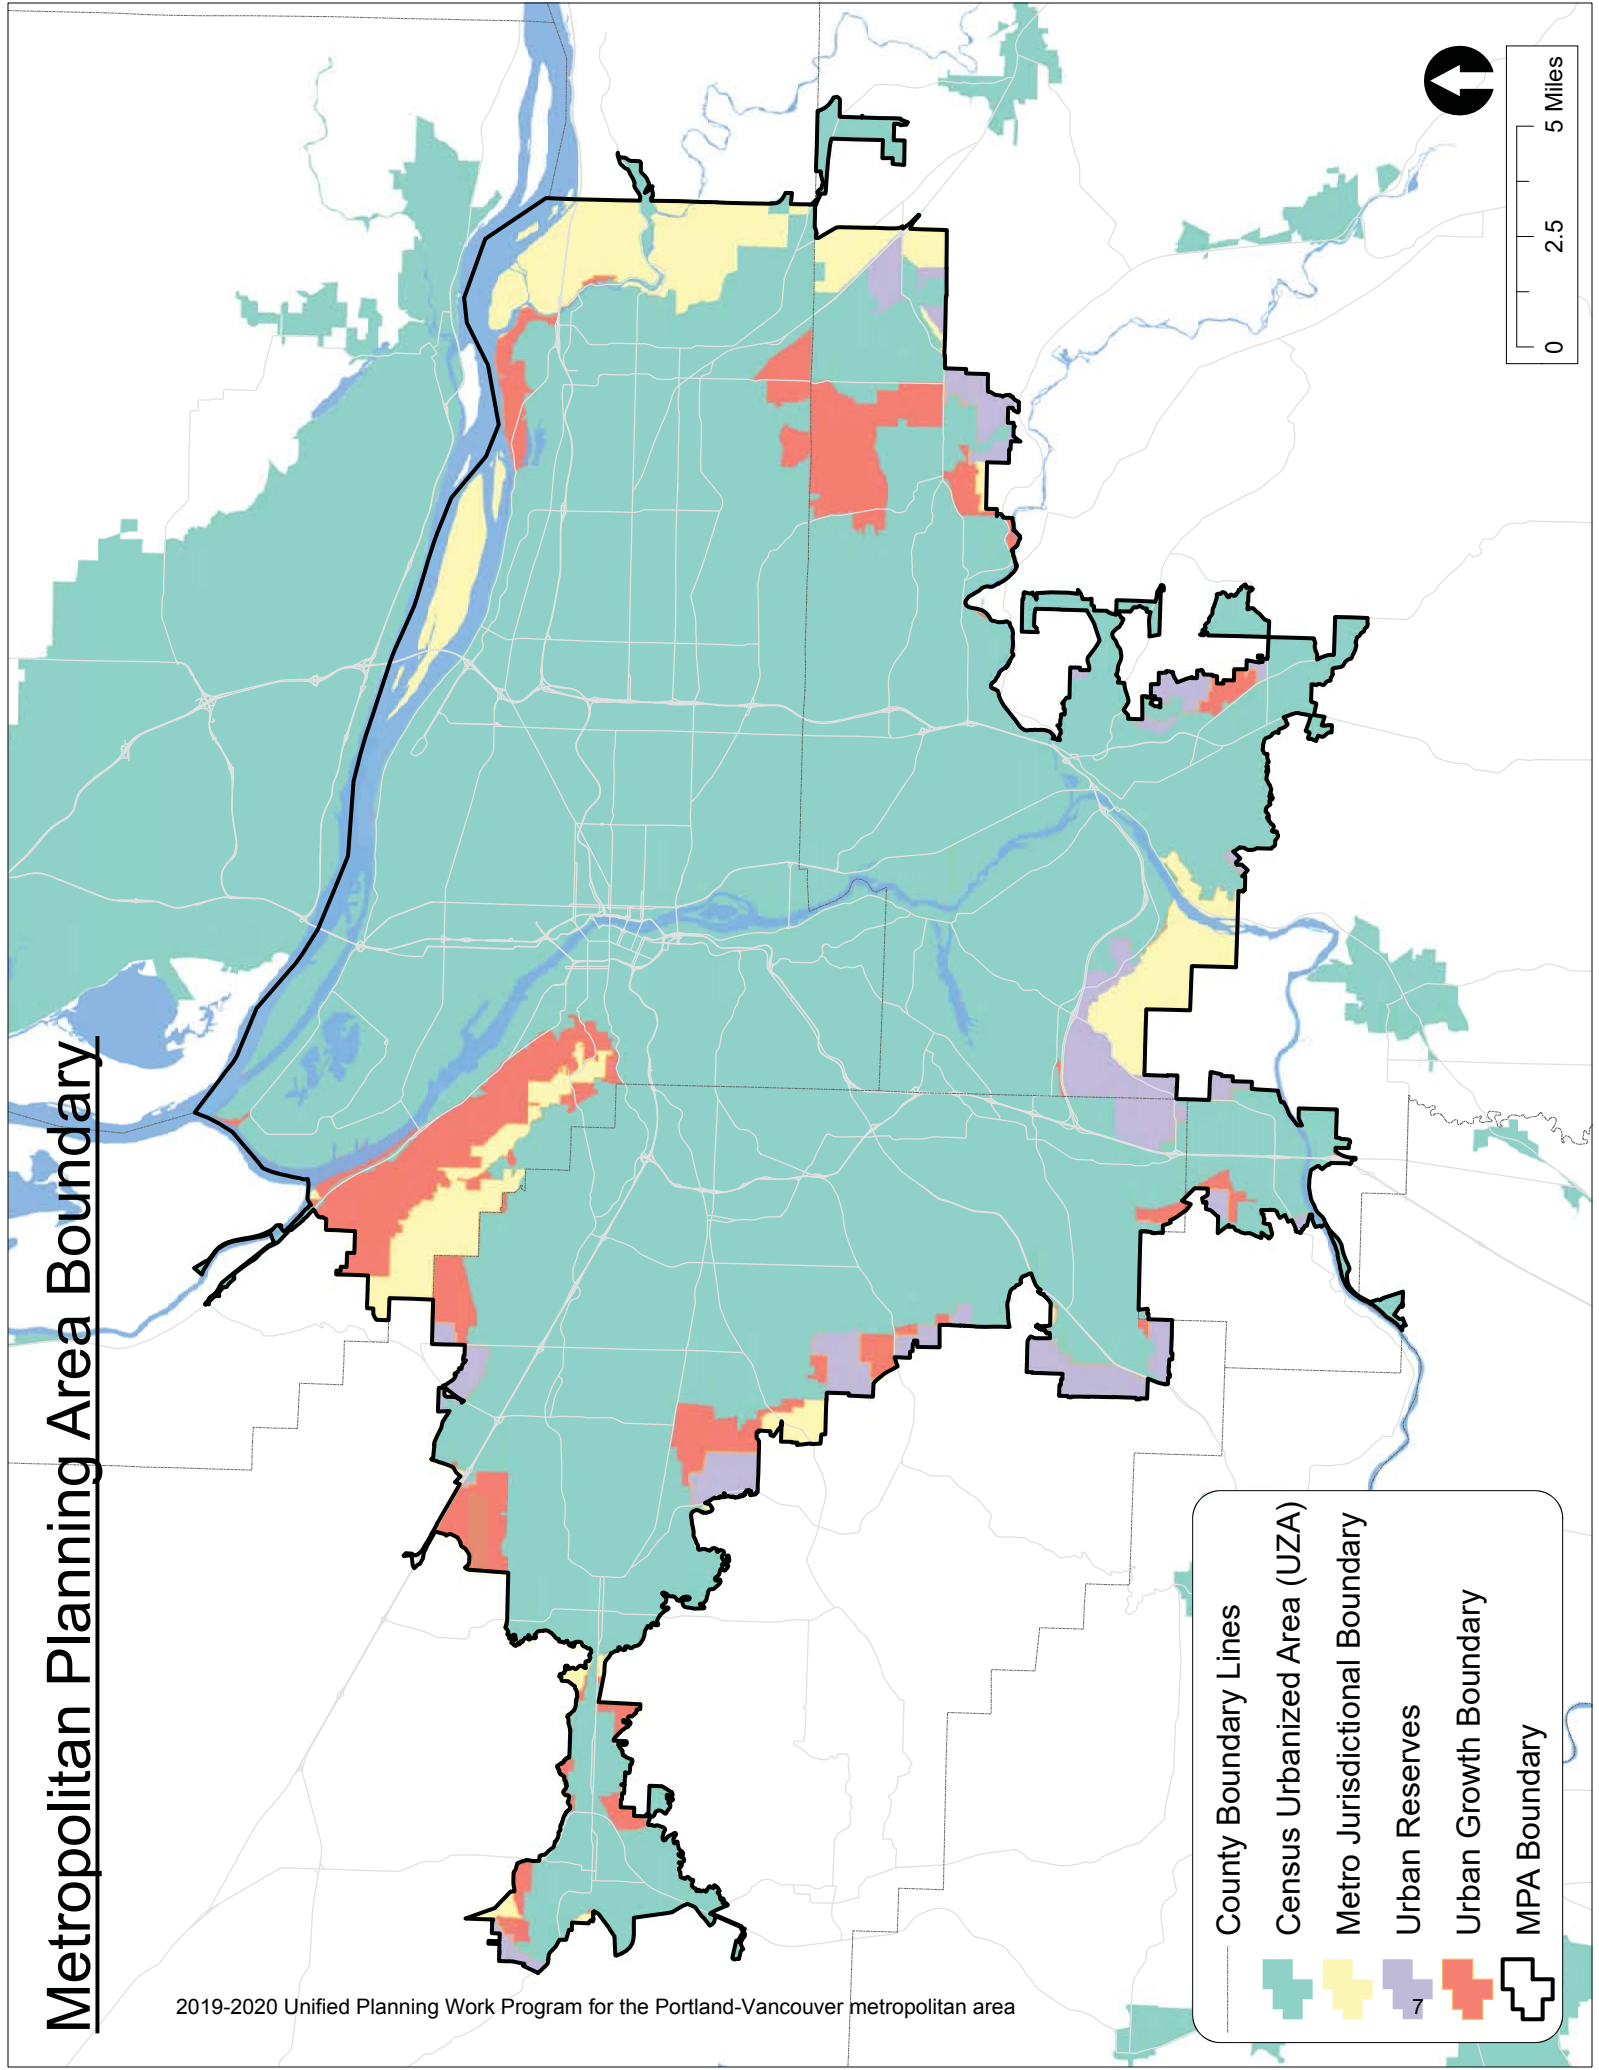 Metropolitan Planning Area Boundary
0 2.5 5 Miles
County Boundary Lines
Census Urbanized Area (UZA)
Metro Jurisdictional Boundary
Urban Reserves
Urban Growth Boundary
MPA Boundary
2019-2020 Unified Planning Work Program for the Portland-Vancouver metropolitan area
7